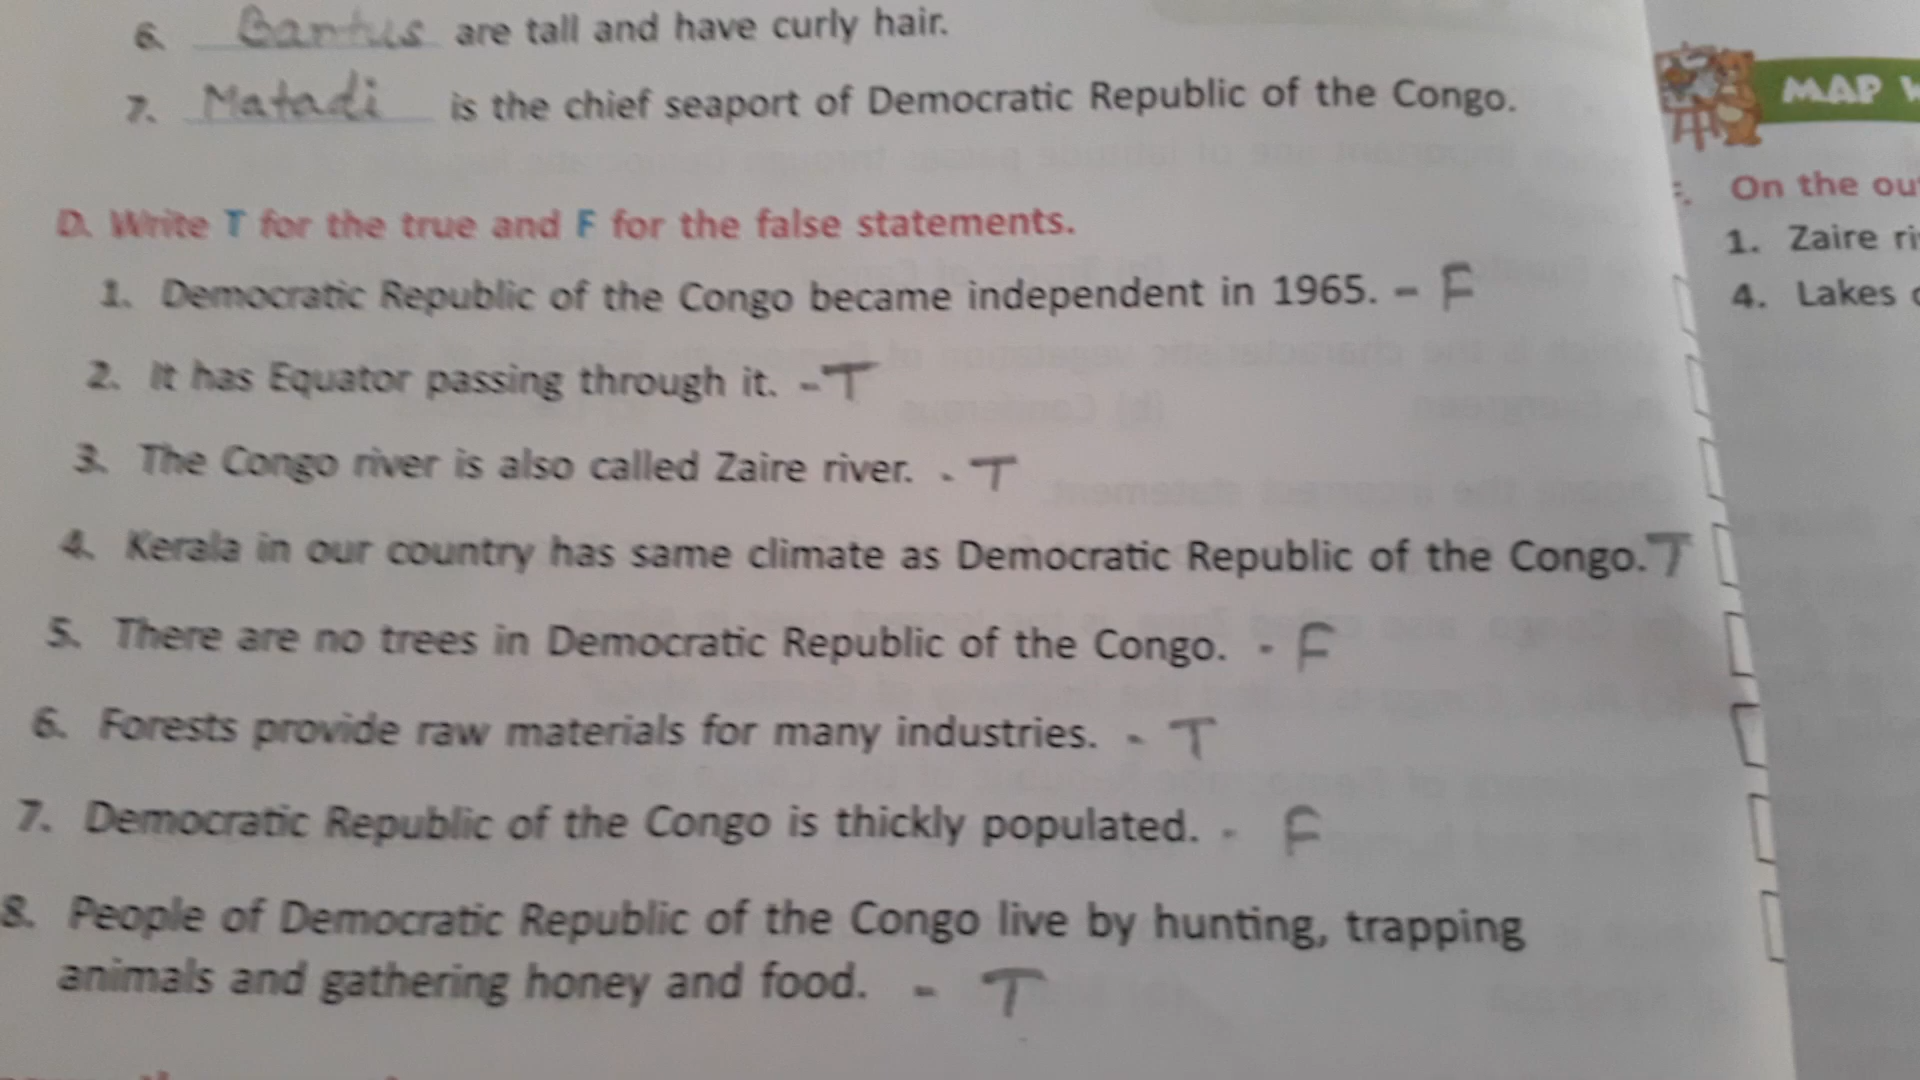 6. Bantus are tall and have curly hair.
7. Matadi is the chief seaport of Democratic Republic of the Congo.
D. Write T for the true and F for the false statements.
1. Democratic Republic of the Congo became independent in 1965. - F
2. It has Equator passing through it. - T
3. The Congo river is also called Zaire river. - T
4. Kerala in our country has same climate as Democratic Republic of the Congo. T
5. There are no trees in Democratic Republic of the Congo. - F
6. Forests provide raw materials for many industries. - T
7. Democratic Republic of the Congo is thickly populated. - F
8. People of Democratic Republic of the Congo live by hunting, trapping
animals and gathering honey and food. - T
MAP
On the
1. Zaire
4. Lakes